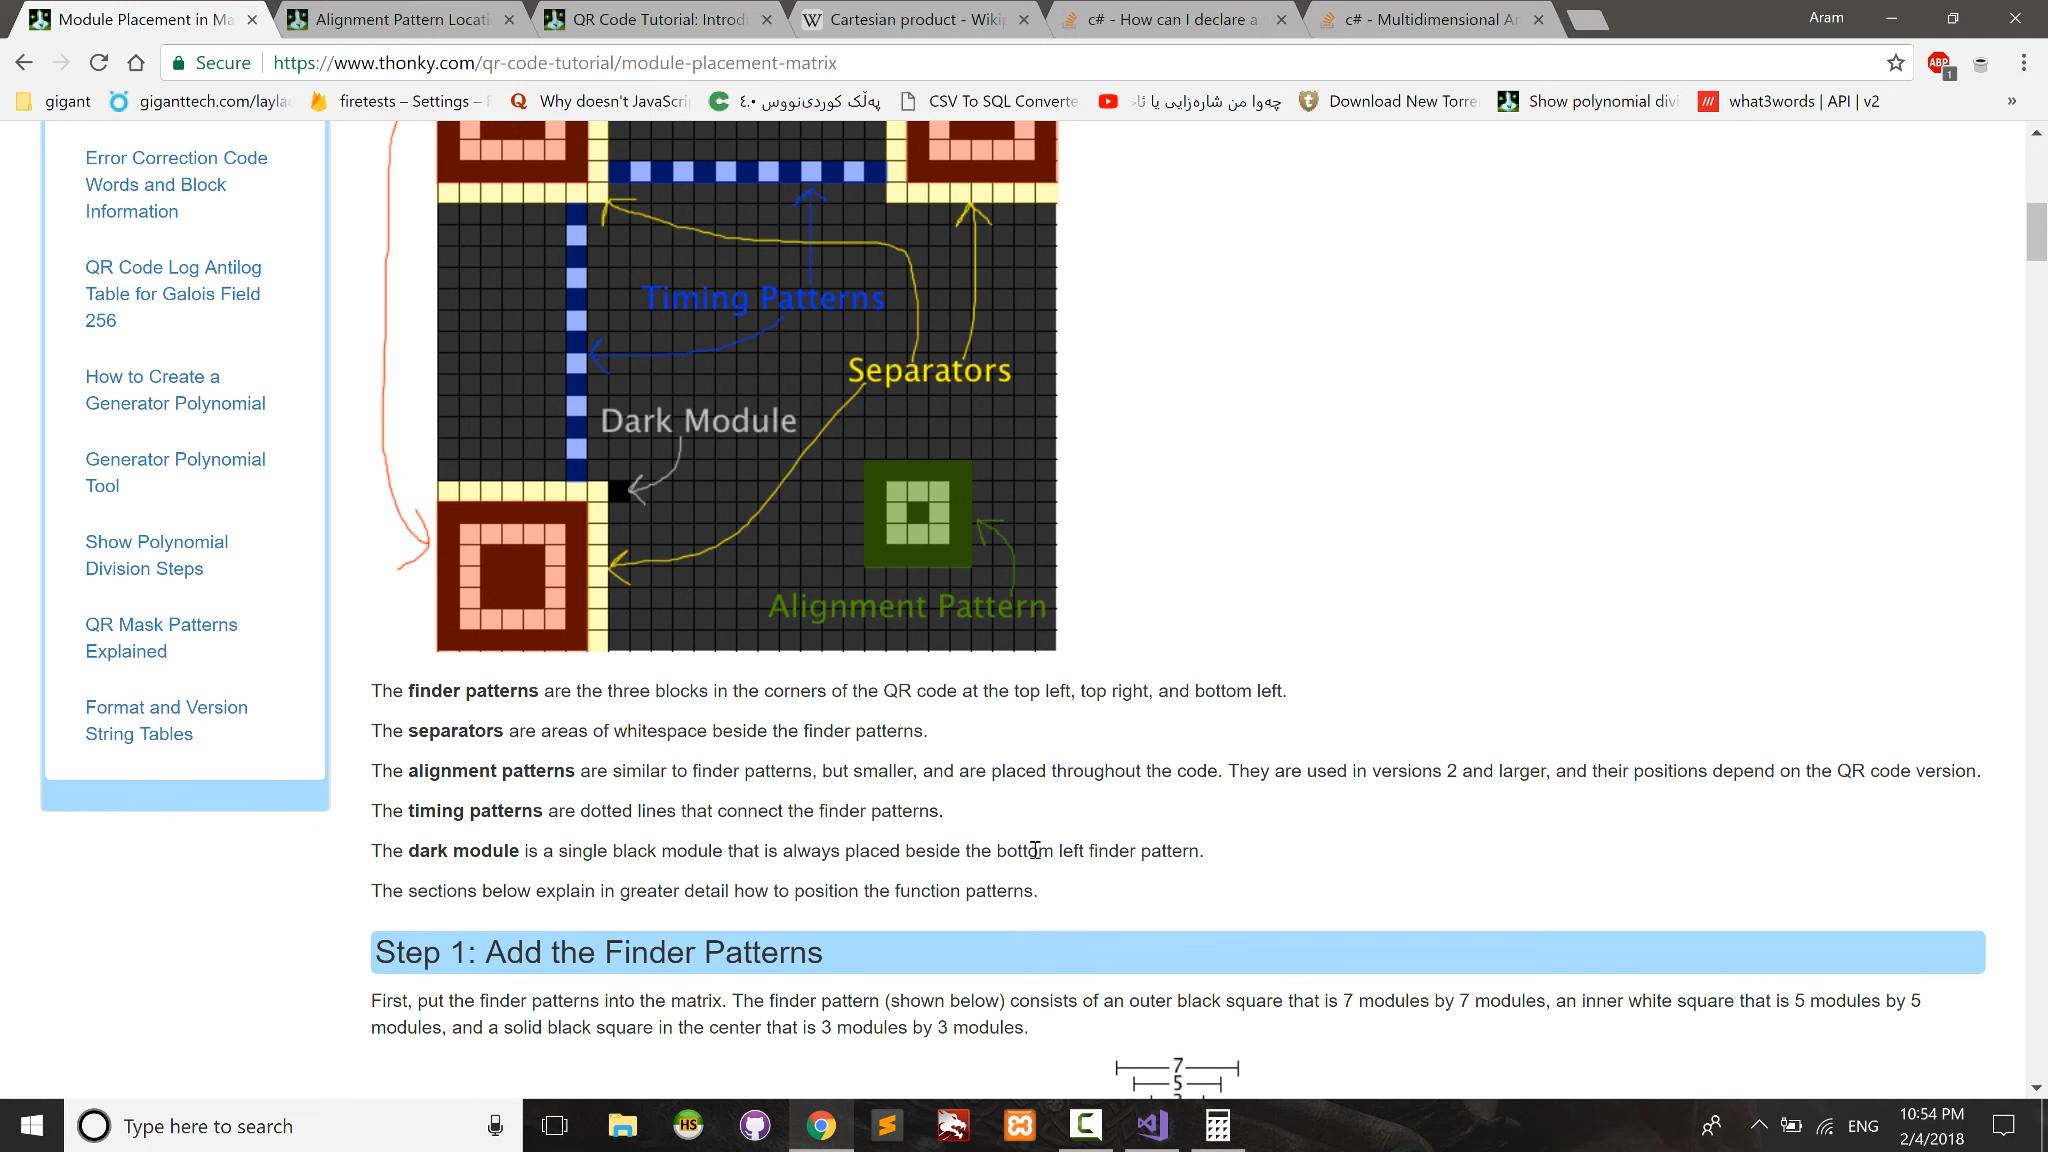 Module Placement in Ma
Alignment Pattern Locati
QR Code Tutorial: Introd
Cartesian product - Wiki
c# - How can I declare a
c# - Multidimensional Ar
Aram
Secure
https://www.thonky.com/qr-code-tutorial/module-placement-matrix
ABP
1
gigant
giganttech.com/layla
firetests – Settings –
Why doesn't JavaScri
پەڵک کوردی‌نووس ٤.٠
CSV To SQL Converte
چەوا من شارەزایی یا ئا
Download New Torre
Show polynomial divi
what3words | API | v2
Error Correction Code
Words and Block
Information
QR Code Log Antilog
Table for Galois Field
256
How to Create a
Generator Polynomial
Generator Polynomial
Tool
Show Polynomial
Division Steps
QR Mask Patterns
Explained
Format and Version
String Tables
Timing Patterns
Separators
Dark Module
Alignment Pattern
The finder patterns are the three blocks in the corners of the QR code at the top left, top right, and bottom left.
The separators are areas of whitespace beside the finder patterns.
The alignment patterns are similar to finder patterns, but smaller, and are placed throughout the code. They are used in versions 2 and larger, and their positions depend on the QR code version.
The timing patterns are dotted lines that connect the finder patterns.
The dark module is a single black module that is always placed beside the bottom left finder pattern.
The sections below explain in greater detail how to position the function patterns.
Step 1: Add the Finder Patterns
First, put the finder patterns into the matrix. The finder pattern (shown below) consists of an outer black square that is 7 modules by 7 modules, an inner white square that is 5 modules by 5
modules, and a solid black square in the center that is 3 modules by 3 modules.
7
5
Type here to search
HS
ENG
10:54 PM
2/4/2018